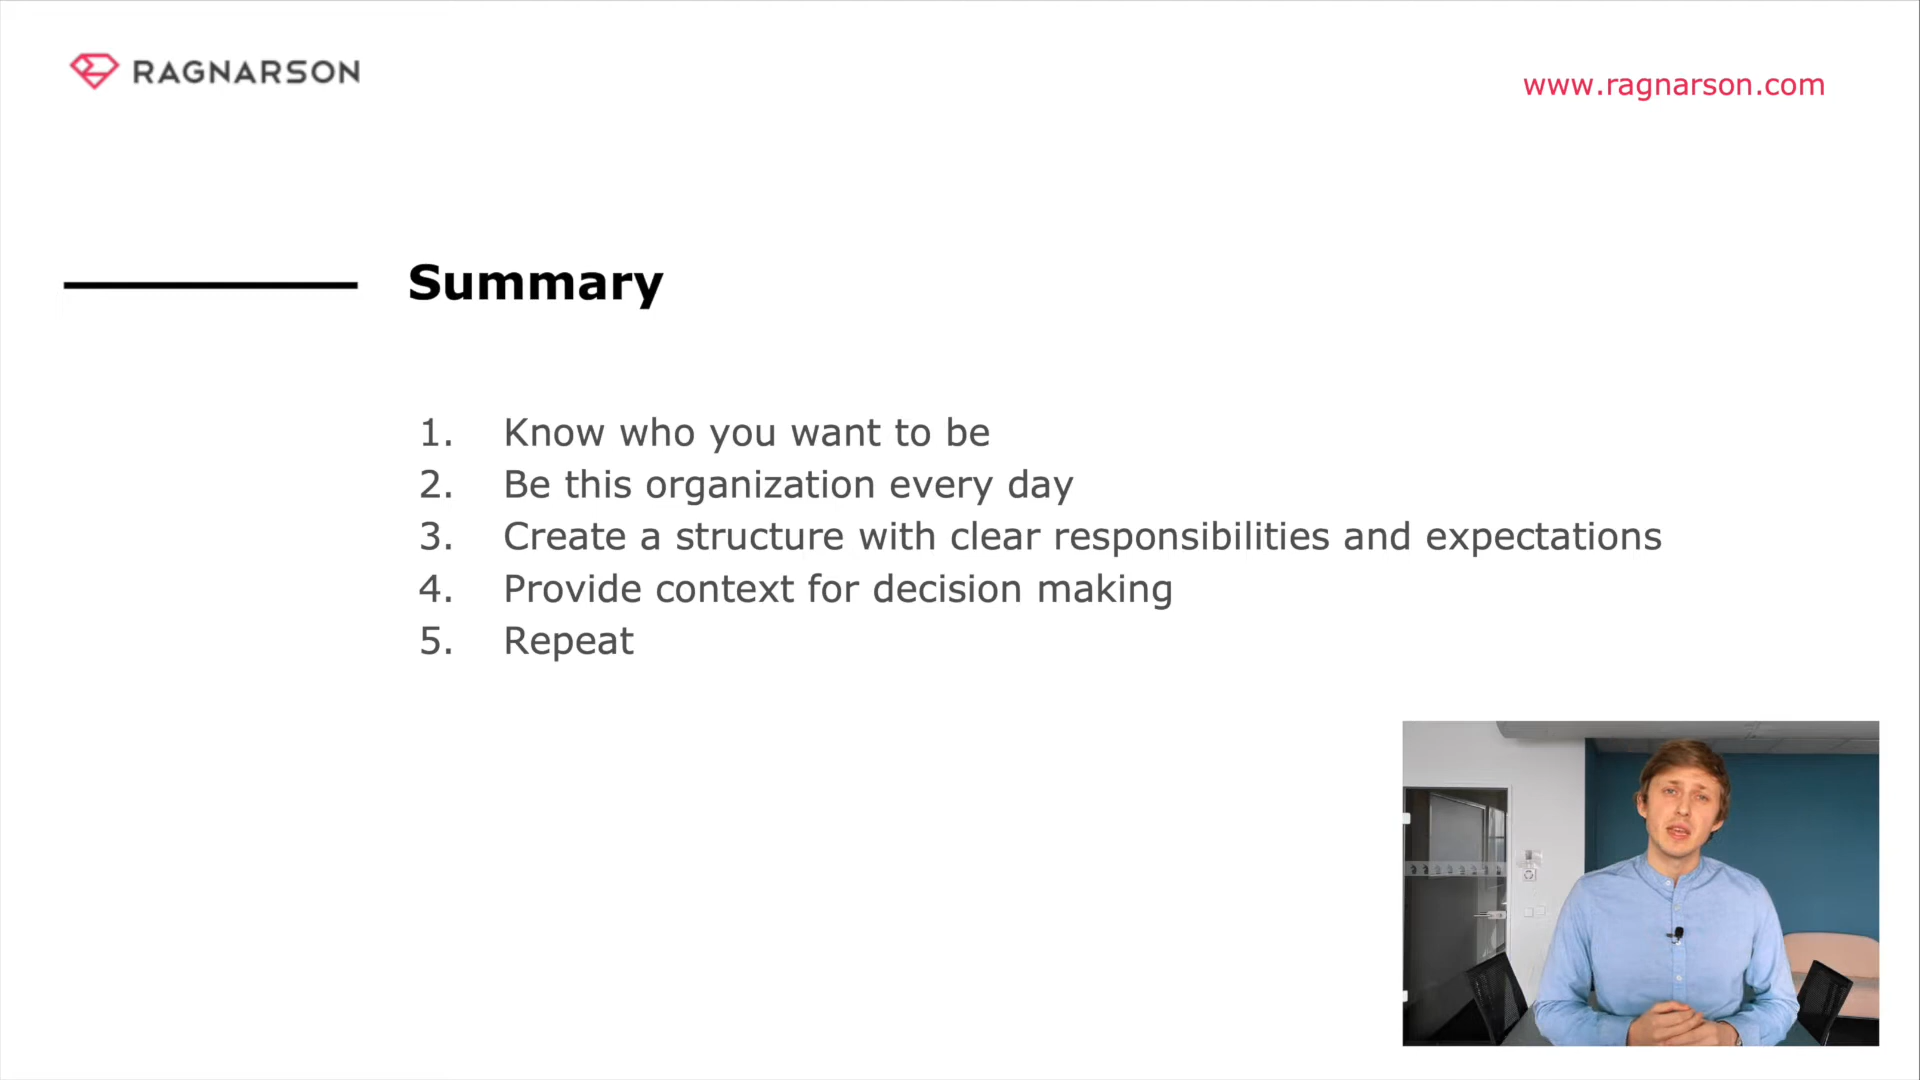 RAGNARSON
www.ragnarson.com
Summary
1. Know who you want to be
2. Be this organization every day
3. Create a structure with clear responsibilities and expectations
4. Provide context for decision making
5. Repeat